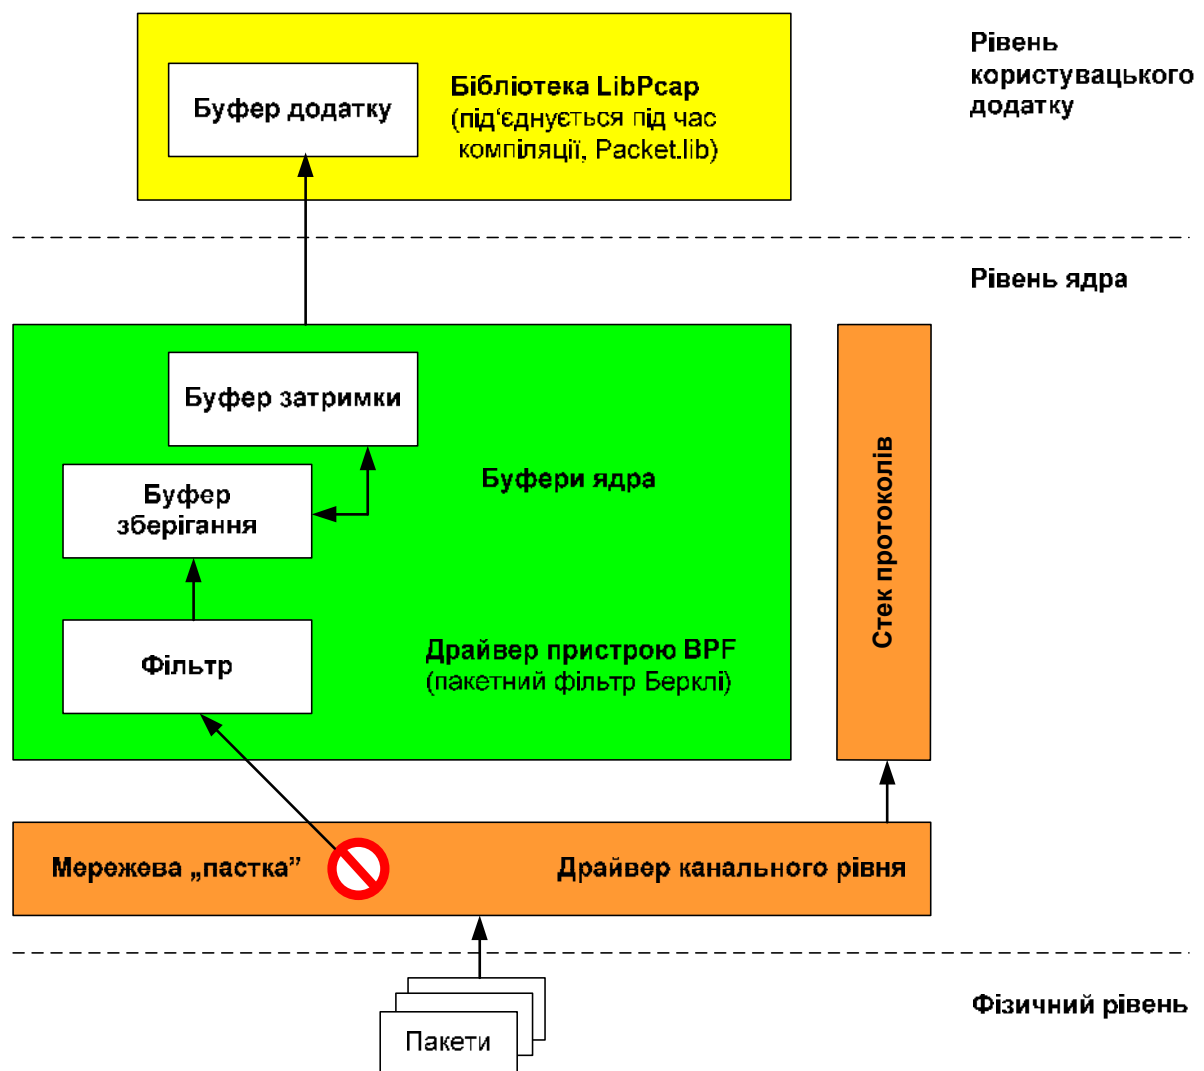 Рівень
користувацького
додатку
Буфер додатку
Бібліотека LibPcap
(під‘єднується під час
компіляції, Packet.lib)
Рівень ядра
Буфер затримки
Буфер
зберігання
Буфери ядра
Стек протоколів
Фільтр
Драйвер пристрою BPF
(пакетний фільтр Берклі)
Мережева „пастка”
Драйвер канального рівня
Фізичний рівень
Пакети